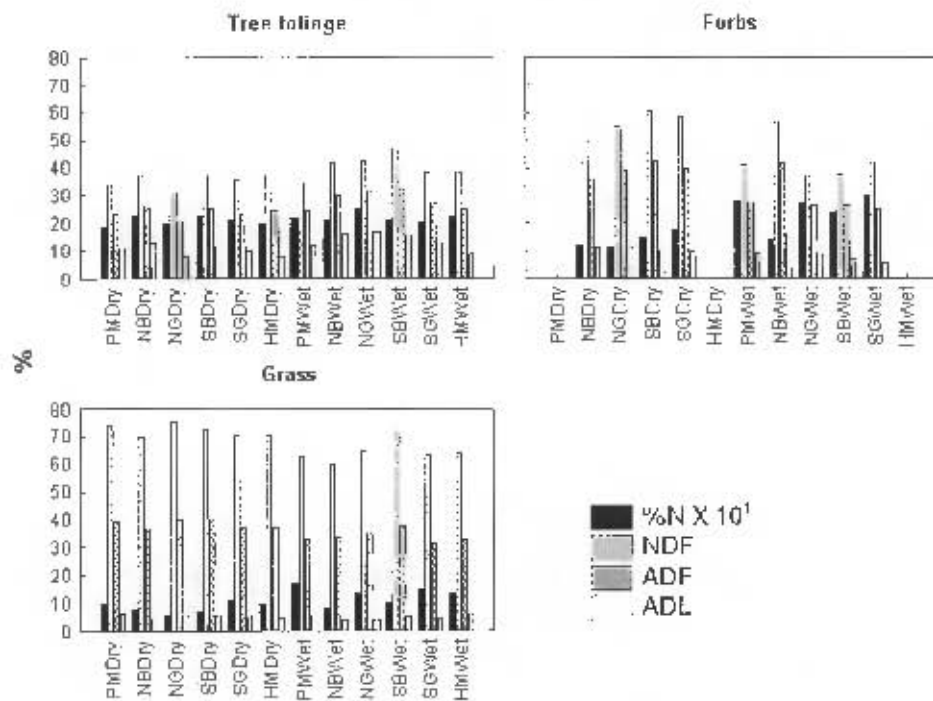 Tree foliage
Forbs
80
70
60
50
40
30
20
10
0
PMDry
NBDry
NGDry
SBDry
SGDry
HMDry
PMWet
NBWet
NGWet
SBWet
SGWet
HMWet
PMDry
NBDry
NGDry
SBDry
SGDry
HMDry
PMWet
NBWet
NGWet
SBWet
SGWet
HMWet
%
Grass
80
70
60
50
40
30
20
10
0
PMDry
NBDry
NGDry
SBDry
SGDry
HMDry
PMWet
NBWet
NGWet
SBWet
SGWet
HMWet
%N X 10¹
NDF
ADF
ADL